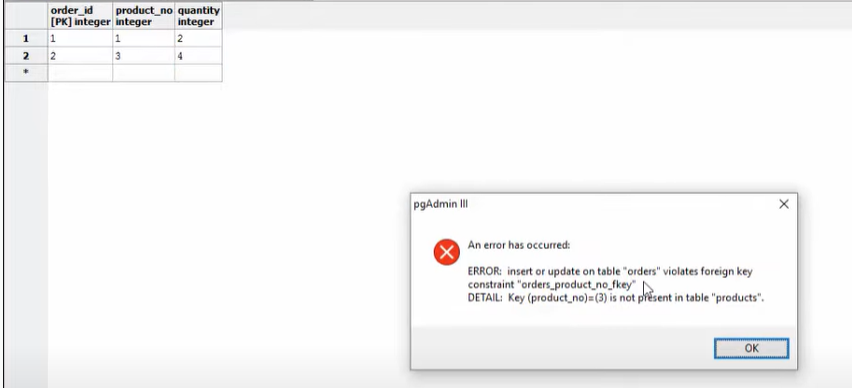 order_id product_no quantity
[PK] integer integer integer
1 1 1 2
2 2 3 4
*
pgAdmin III
An error has occurred:
ERROR: insert or update on table "orders" violates foreign key
constraint "orders_product_no_fkey"
DETAIL: Key (product_no)=(3) is not present in table "products".
OK